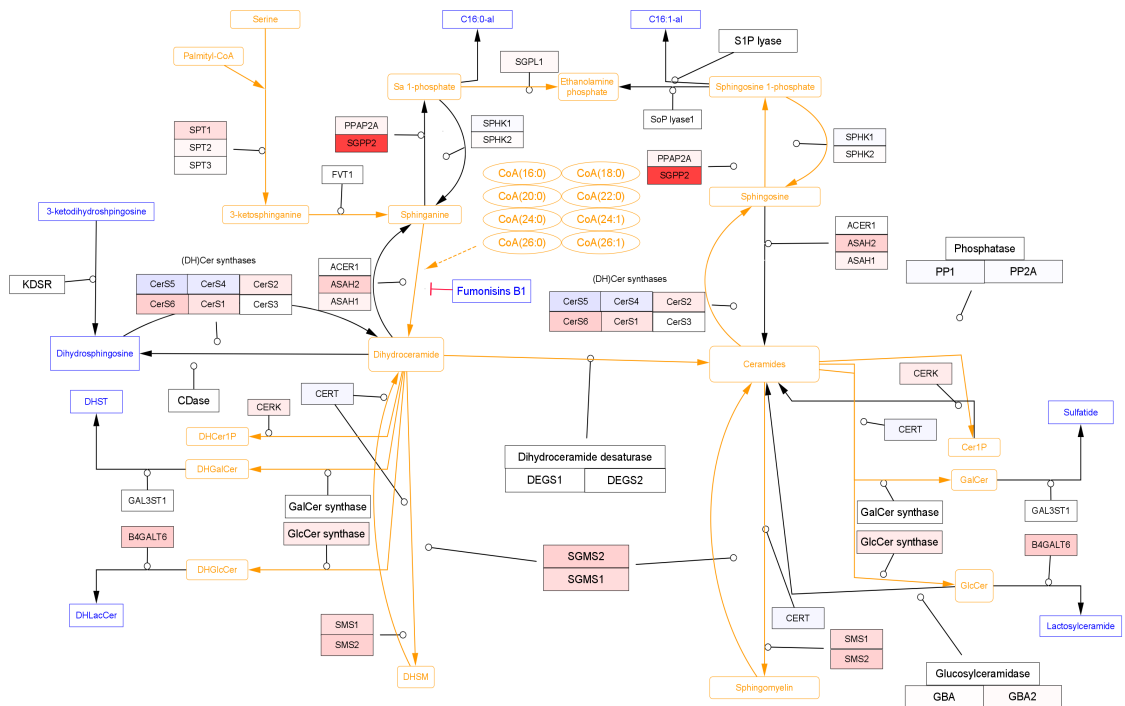 Serine
C16:0-al
C16:1-al
S1P lyase
Palmityl-CoA
SGPL1
Sa 1-phosphate
Ethanolamine
phosphate
Sphingosine 1-phosphate
SoP lyase1
SPT1
SPT2
SPT3
PPAP2A
SGPP2
SPHK1
SPHK2
SPHK1
SPHK2
FVT1
PPAP2A
SGPP2
CoA(16:0)
CoA(18:0)
CoA(20:0)
CoA(22:0)
CoA(24:0)
CoA(24:1)
CoA(26:0)
CoA(26:1)
3-ketodihydroshpingosine
3-ketosphinganine
Sphinganine
Sphingosine
ACER1
ASAH2
ASAH1
Phosphatase
PP1
PP2A
KDSR
(DH)Cer synthases
CerS5
CerS4
CerS2
CerS6
CerS1
CerS3
ACER1
ASAH2
ASAH1
Fumonisins B1
(DH)Cer synthases
CerS5
CerS4
CerS2
CerS6
CerS1
CerS3
Dihydrosphingosine
Dihydroceramide
Ceramides
CDase
CERT
CERK
DHST
CERK
Sulfatide
DHCer1P
CERT
Cer1P
DHGalCer
Dihydroceramide desaturase
DEGS1
DEGS2
GalCer
GAL3ST1
GalCer synthase
GalCer synthase
GAL3ST1
B4GALT6
GlcCer synthase
GlcCer synthase
B4GALT6
SGMS2
SGMS1
DHGlcCer
GlcCer
DHLacCer
CERT
Lactosylceramide
SMS1
SMS2
SMS1
SMS2
DHSM
Sphingomyelin
Glucosylceramidase
GBA
GBA2